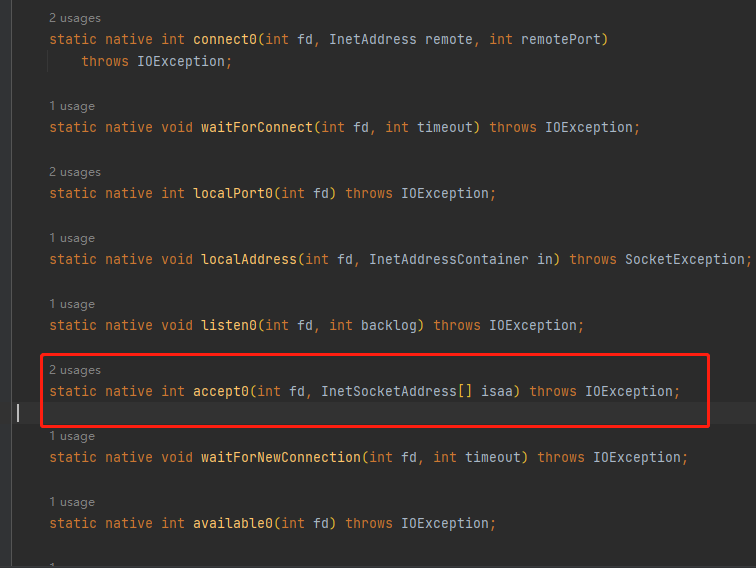 2 usages
static native int connect0(int fd, InetAddress remote, int remotePort)
throws IOException;
1 usage
static native void waitForConnect(int fd, int timeout) throws IOException;
2 usages
static native int localPort0(int fd) throws IOException;
1 usage
static native void localAddress(int fd, InetAddressContainer in) throws SocketException;
1 usage
static native void listen0(int fd, int backlog) throws IOException;
2 usages
static native int accept0(int fd, InetSocketAddress[] isaa) throws IOException;
1 usage
static native void waitForNewConnection(int fd, int timeout) throws IOException;
1 usage
static native int available0(int fd) throws IOException;